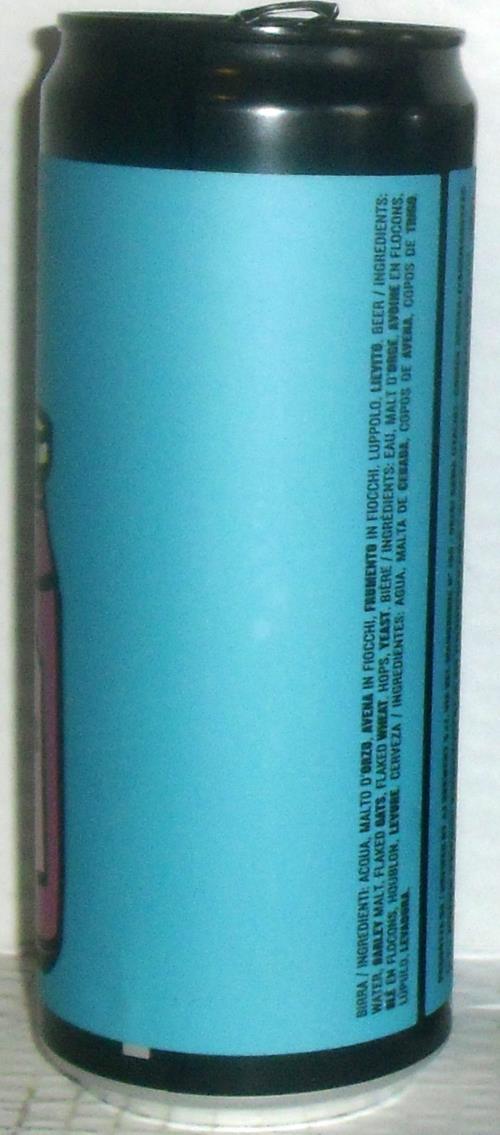 BIRRA / INGREDIENTI: ACQUA, MALTO D'ORZO, AVENA IN FIOCCHI, FRUMENTO IN FIOCCHI, LUPPOLO, LIEVITO. BEER / INGREDIENTS:
WATER, BARLEY MALT, FLAKED OATS, FLAKED WHEAT, HOPS, YEAST. BIÈRE / INGRÉDIENTS: EAU, MALT D'ORGE, AVOINE EN FLOCONS,
BLÉ EN FLOCONS, HOUBLON, LEVURE. CERVEZA / INGREDIENTES: AGUA, MALTA DE CEBADA, COPOS DE AVENA, COPOS DE TRIGO,
LÚPULO, LEVADURA.